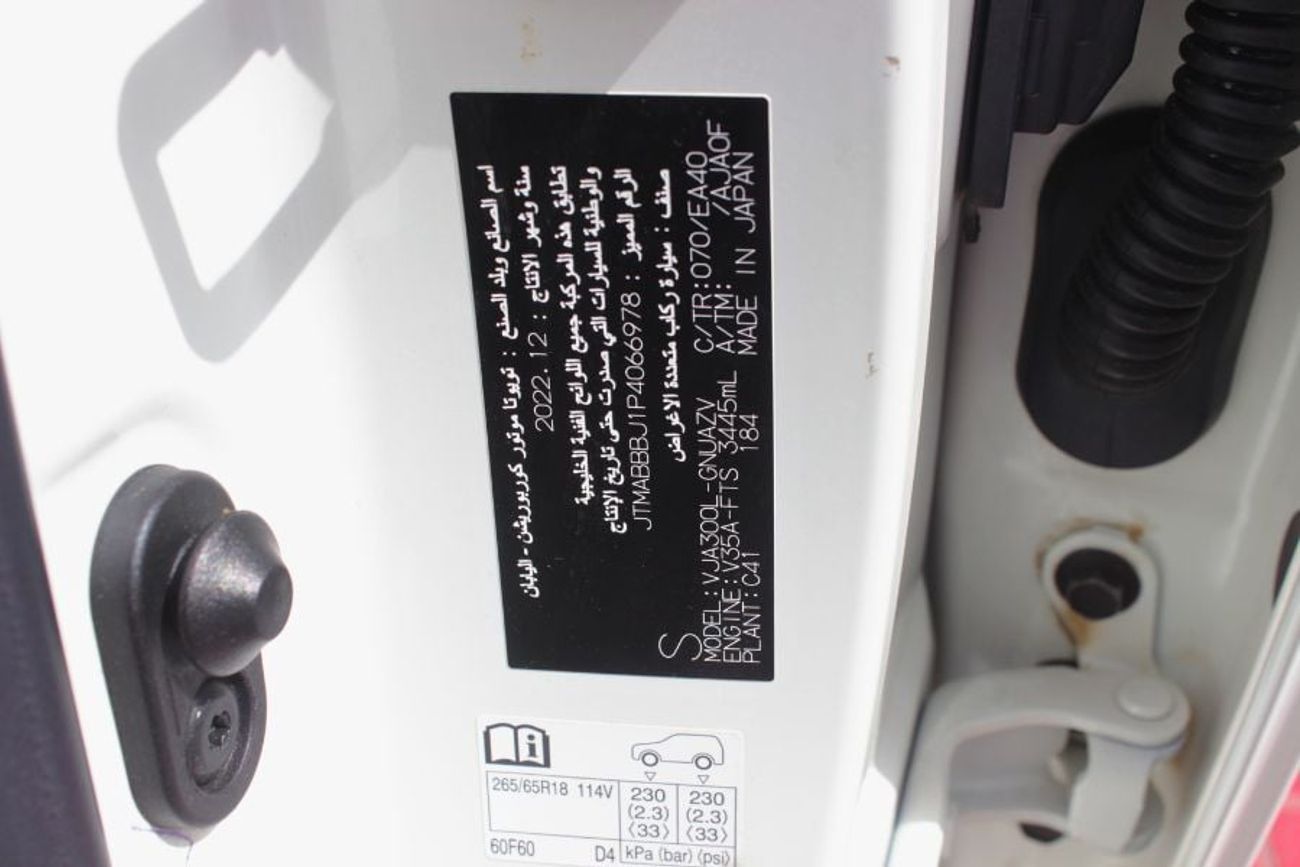 اسم الصانع وبلد الصنع : تويوتا موتور كوربوريشن - اليابان
سنة وشهر الانتاج : 2022.12
تطابق هذه المركبة جميع اللوائح الفنية الخليجية
والوطنية للسيارات التي صدرت حتى تاريخ الإنتاج
الرقم المميز : JTMABBBJ1P4066978
صنف : سيارة ركاب متعددة الاغراض
S
MODEL:VJA300L-GNUAZV C/TR:070/EA40
ENGINE:V35A-FTS 3445mL A/TM: /AJA0F
PLANT:C41 184 MADE IN JAPAN
i
265/65R18 114V 230 230
(2.3) (2.3)
〈33〉 〈33〉
60F60 D4 kPa (bar) 〈psi〉